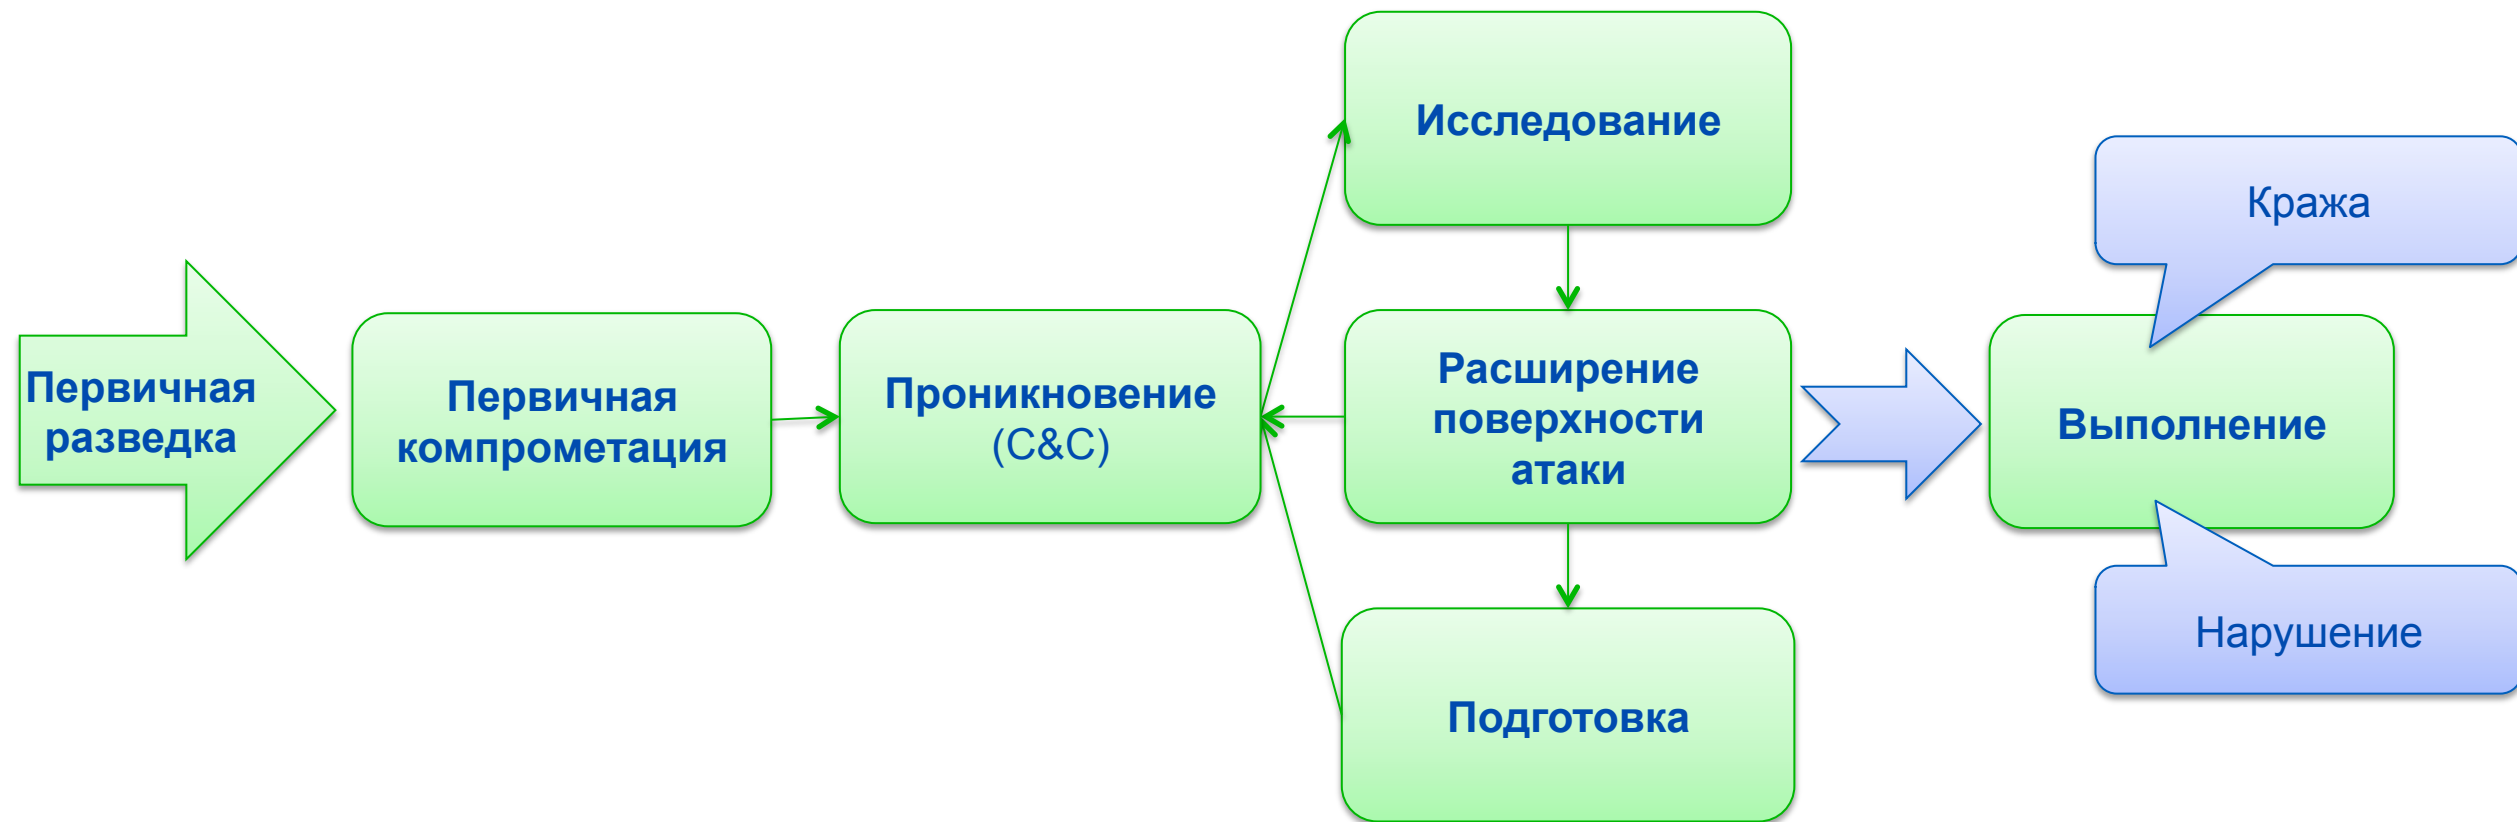 Первичная
разведка
Первичная
компрометация
Проникновение
(C&C)
Исследование
Расширение
поверхности
атаки
Подготовка
Кража
Выполнение
Нарушение